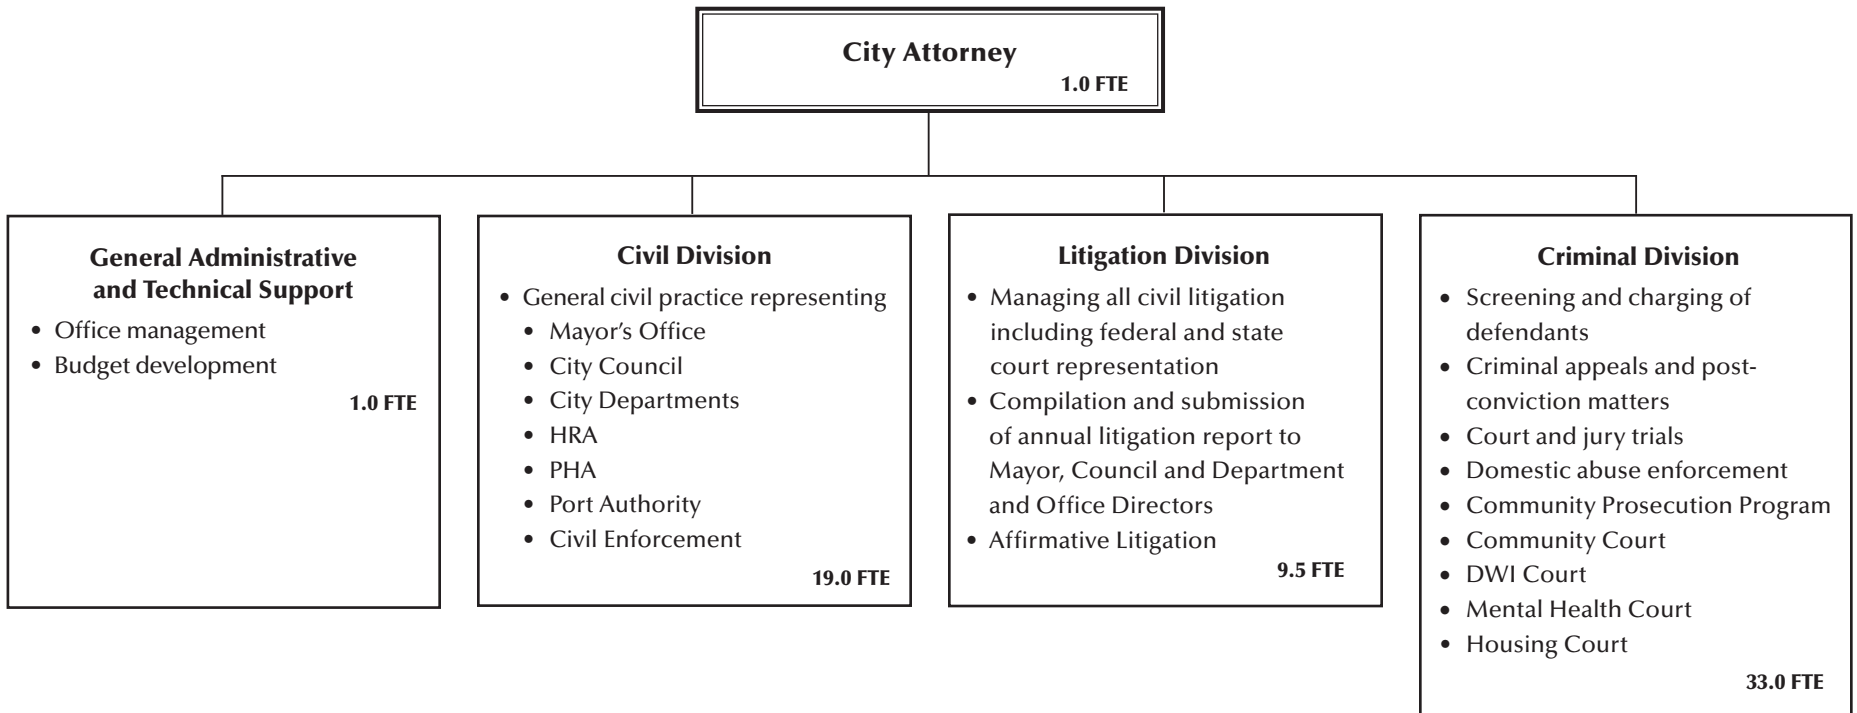 City Attorney
1.0 FTE
General Administrative
and Technical Support
• Office management
• Budget development
1.0 FTE
Civil Division
• General civil practice representing
• Mayor’s Office
• City Council
• City Departments
• HRA
• PHA
• Port Authority
• Civil Enforcement
19.0 FTE
Litigation Division
• Managing all civil litigation
including federal and state
court representation
• Compilation and submission
of annual litigation report to
Mayor, Council and Department
and Office Directors
• Affirmative Litigation
9.5 FTE
Criminal Division
• Screening and charging of
defendants
• Criminal appeals and post-
conviction matters
• Court and jury trials
• Domestic abuse enforcement
• Community Prosecution Program
• Community Court
• DWI Court
• Mental Health Court
• Housing Court
33.0 FTE